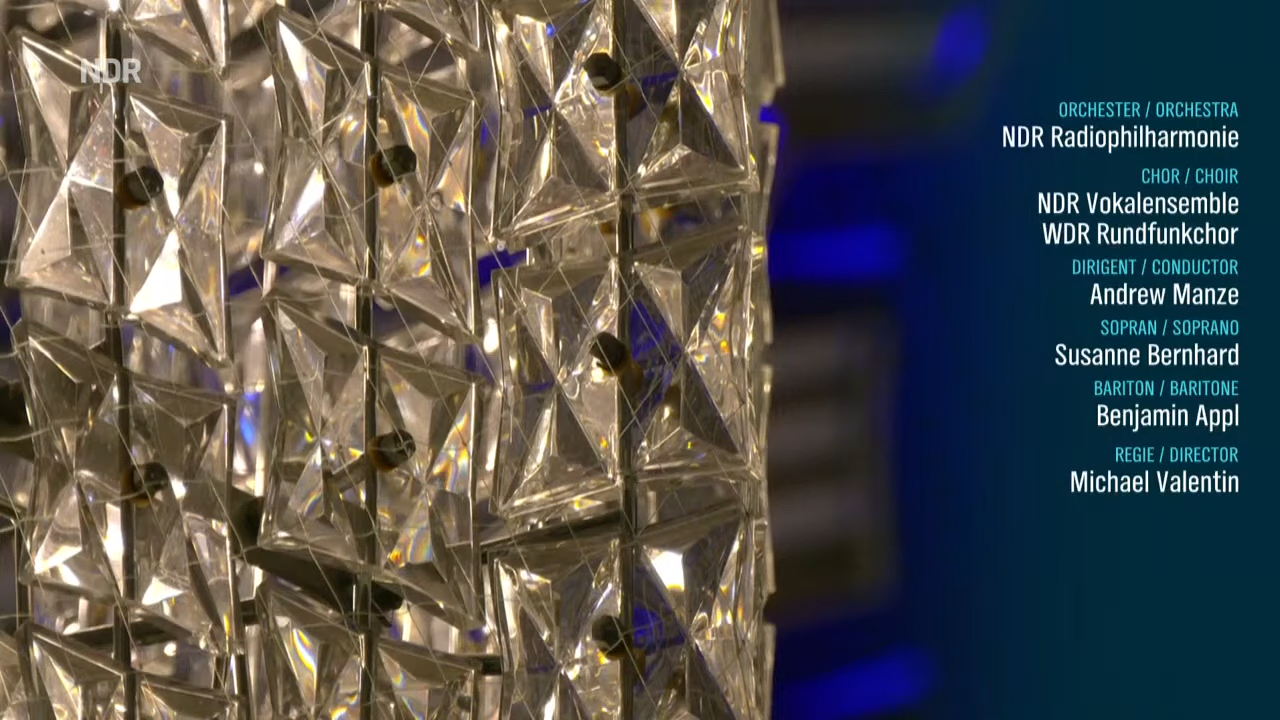 NDR
ORCHESTER / ORCHESTRA
NDR Radiophilharmonie
CHOR / CHOIR
NDR Vokalensemble
WDR Rundfunkchor
DIRIGENT / CONDUCTOR
Andrew Manze
SOPRAN / SOPRANO
Susanne Bernhard
BARITON / BARITONE
Benjamin Appl
REGIE / DIRECTOR
Michael Valentin